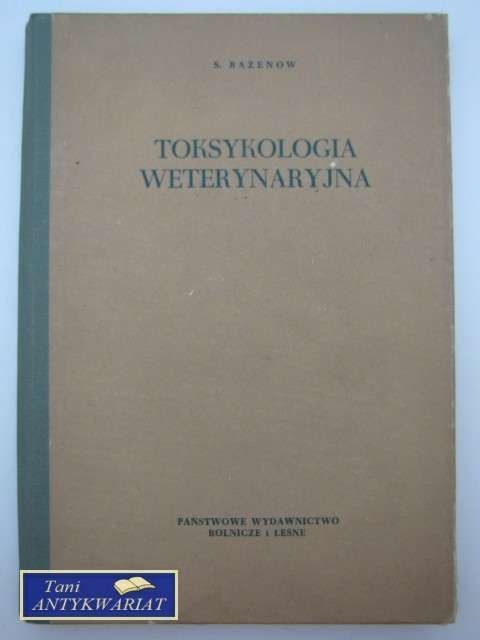 S. BAŻENOW
TOKSYKOLOGIA
WETERYNARYJNA
PAŃSTWOWE WYDAWNICTWO
ROLNICZE i LEŚNE
Tani
ANTYKWARIAT